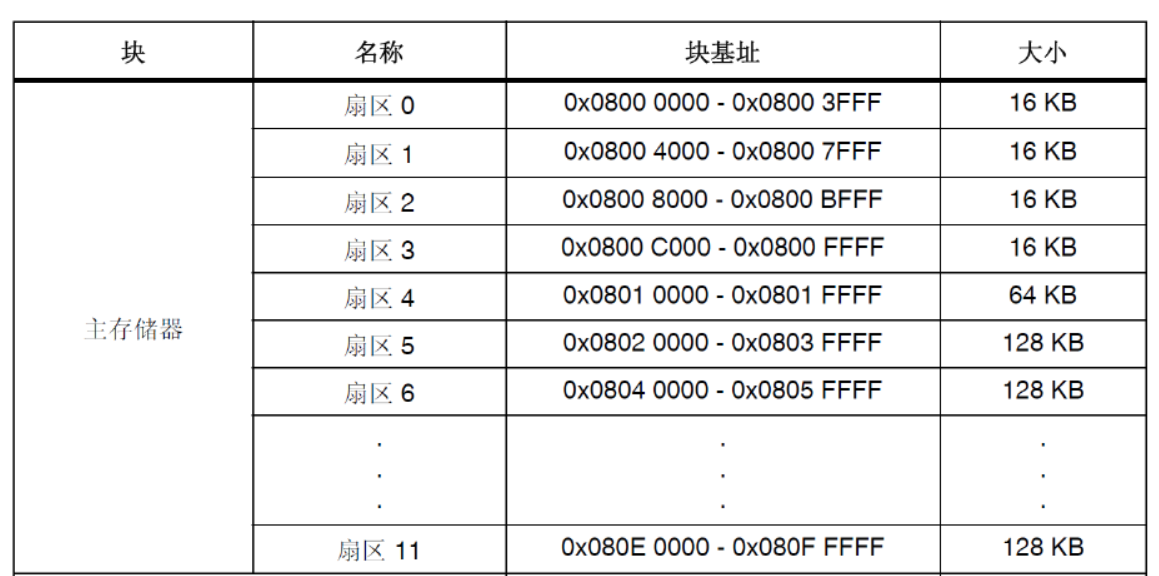 块 名称 块基址 大小
扇区 0 0x0800 0000 - 0x0800 3FFF 16 KB
扇区 1 0x0800 4000 - 0x0800 7FFF 16 KB
扇区 2 0x0800 8000 - 0x0800 BFFF 16 KB
扇区 3 0x0800 C000 - 0x0800 FFFF 16 KB
扇区 4 0x0801 0000 - 0x0801 FFFF 64 KB
主存储器
扇区 5 0x0802 0000 - 0x0803 FFFF 128 KB
扇区 6 0x0804 0000 - 0x0805 FFFF 128 KB
. . .
. . .
. . .
扇区 11 0x080E 0000 - 0x080F FFFF 128 KB